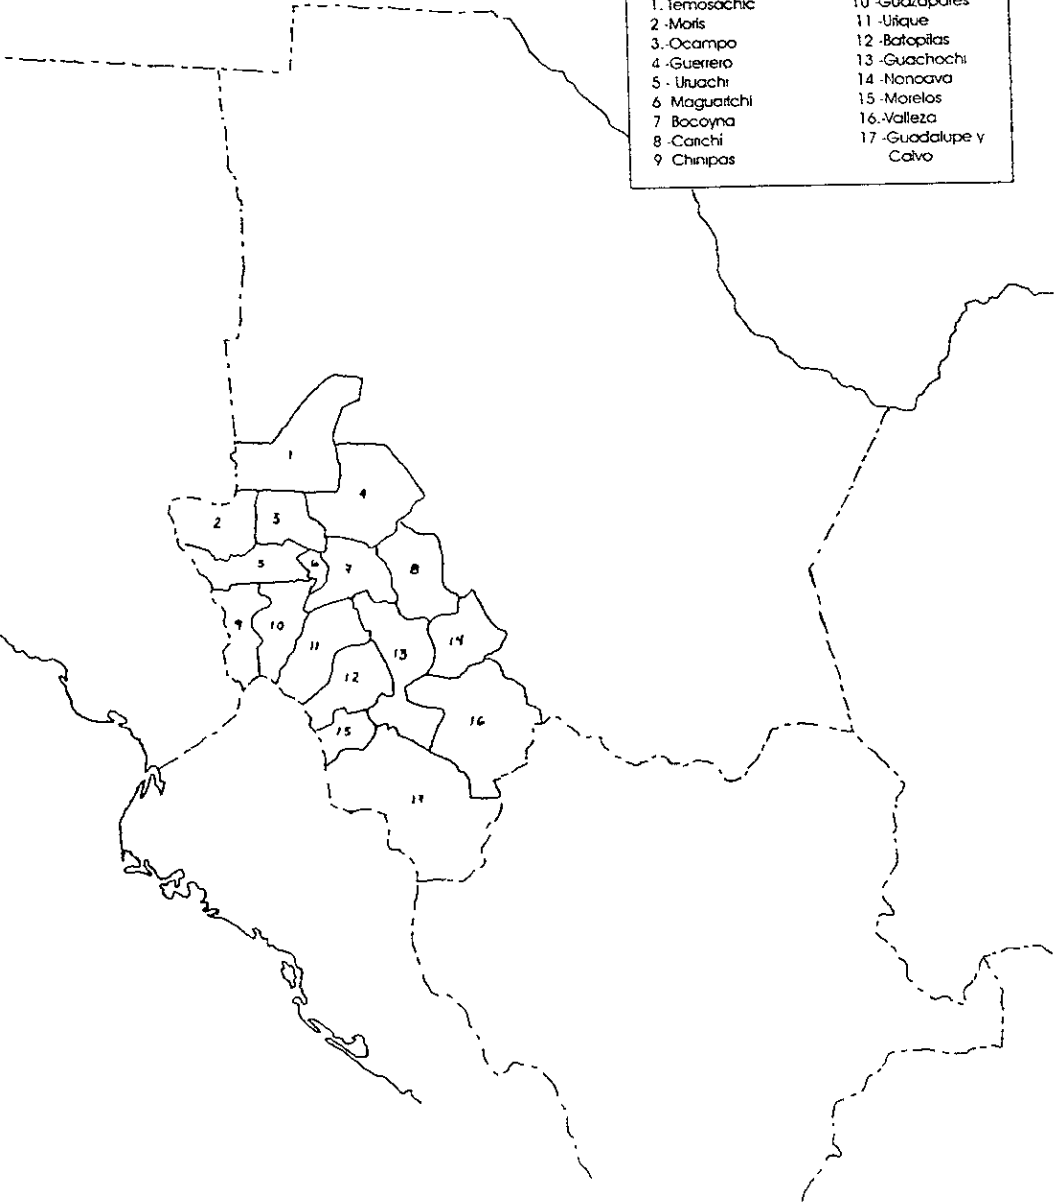 1. Temosachic
2 -Moris
3.-Ocampo
4 -Guerrero
5 - Uruachi
6 Maguarichi
7 Bocoyna
8 -Carichi
9 Chinipas
10 -Guazapares
11 -Urique
12 -Batopilas
13 -Guachochi
14 -Nonoava
15 -Morelos
16.-Valleza
17 -Guadalupe y
Calvo
1
4
2
3
5
6
7
8
9
10
11
13
14
12
15
16
17